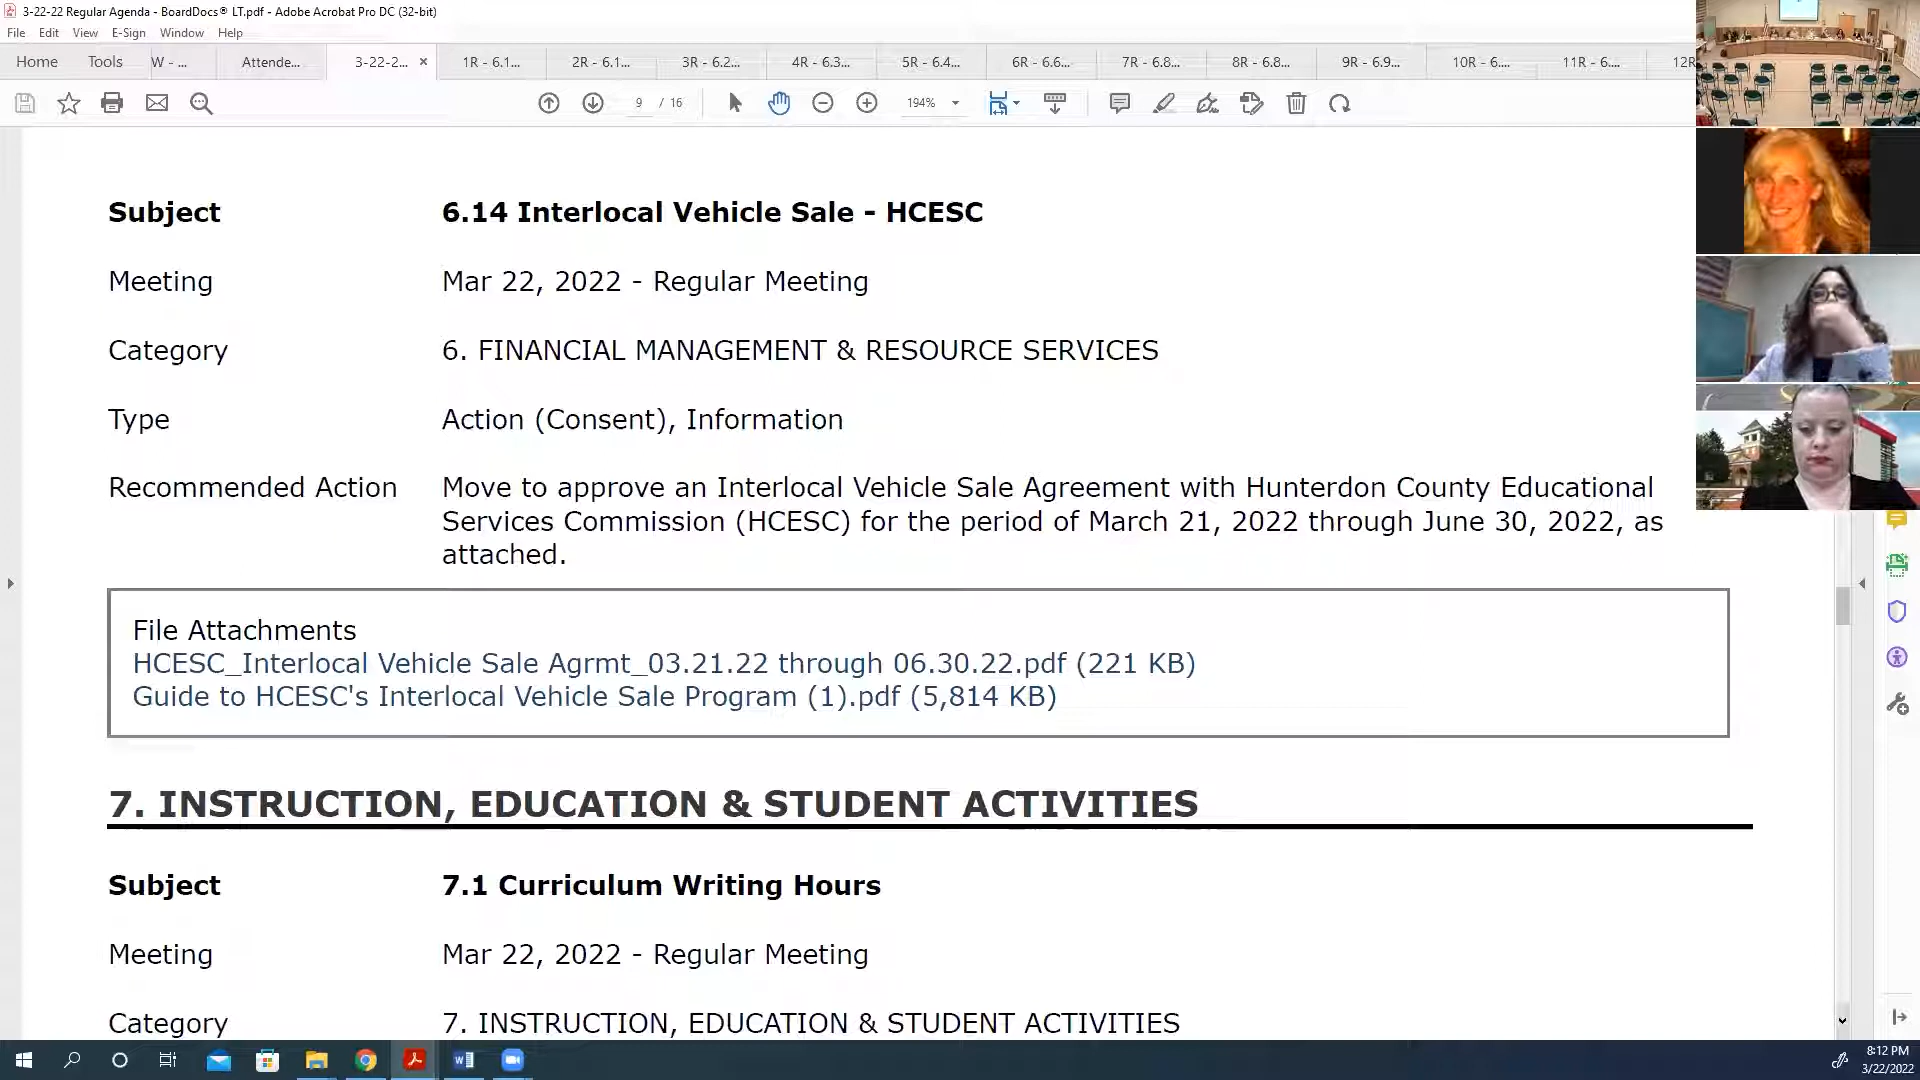 3-22-22 Regular Agenda - BoardDocs® LT.pdf - Adobe Acrobat Pro DC (32-bit)
File Edit View E-Sign Window Help
Home Tools W - ... Attende... 3-22-2... × 1R - 6.1... 2R - 6.1... 3R - 6.2... 4R - 6.3... 5R - 6.4... 6R - 6.6... 7R - 6.8... 8R - 6.8... 9R - 6.9... 10R - 6.... 11R - 6.... 12R
9 / 16 194%
Subject 6.14 Interlocal Vehicle Sale - HCESC
Meeting Mar 22, 2022 - Regular Meeting
Category 6. FINANCIAL MANAGEMENT & RESOURCE SERVICES
Type Action (Consent), Information
Recommended Action Move to approve an Interlocal Vehicle Sale Agreement with Hunterdon County Educational
Services Commission (HCESC) for the period of March 21, 2022 through June 30, 2022, as
attached.
File Attachments
HCESC_Interlocal Vehicle Sale Agrmt_03.21.22 through 06.30.22.pdf (221 KB)
Guide to HCESC's Interlocal Vehicle Sale Program (1).pdf (5,814 KB)
7. INSTRUCTION, EDUCATION & STUDENT ACTIVITIES
Subject 7.1 Curriculum Writing Hours
Meeting Mar 22, 2022 - Regular Meeting
Category 7. INSTRUCTION, EDUCATION & STUDENT ACTIVITIES
8:12 PM
3/22/2022